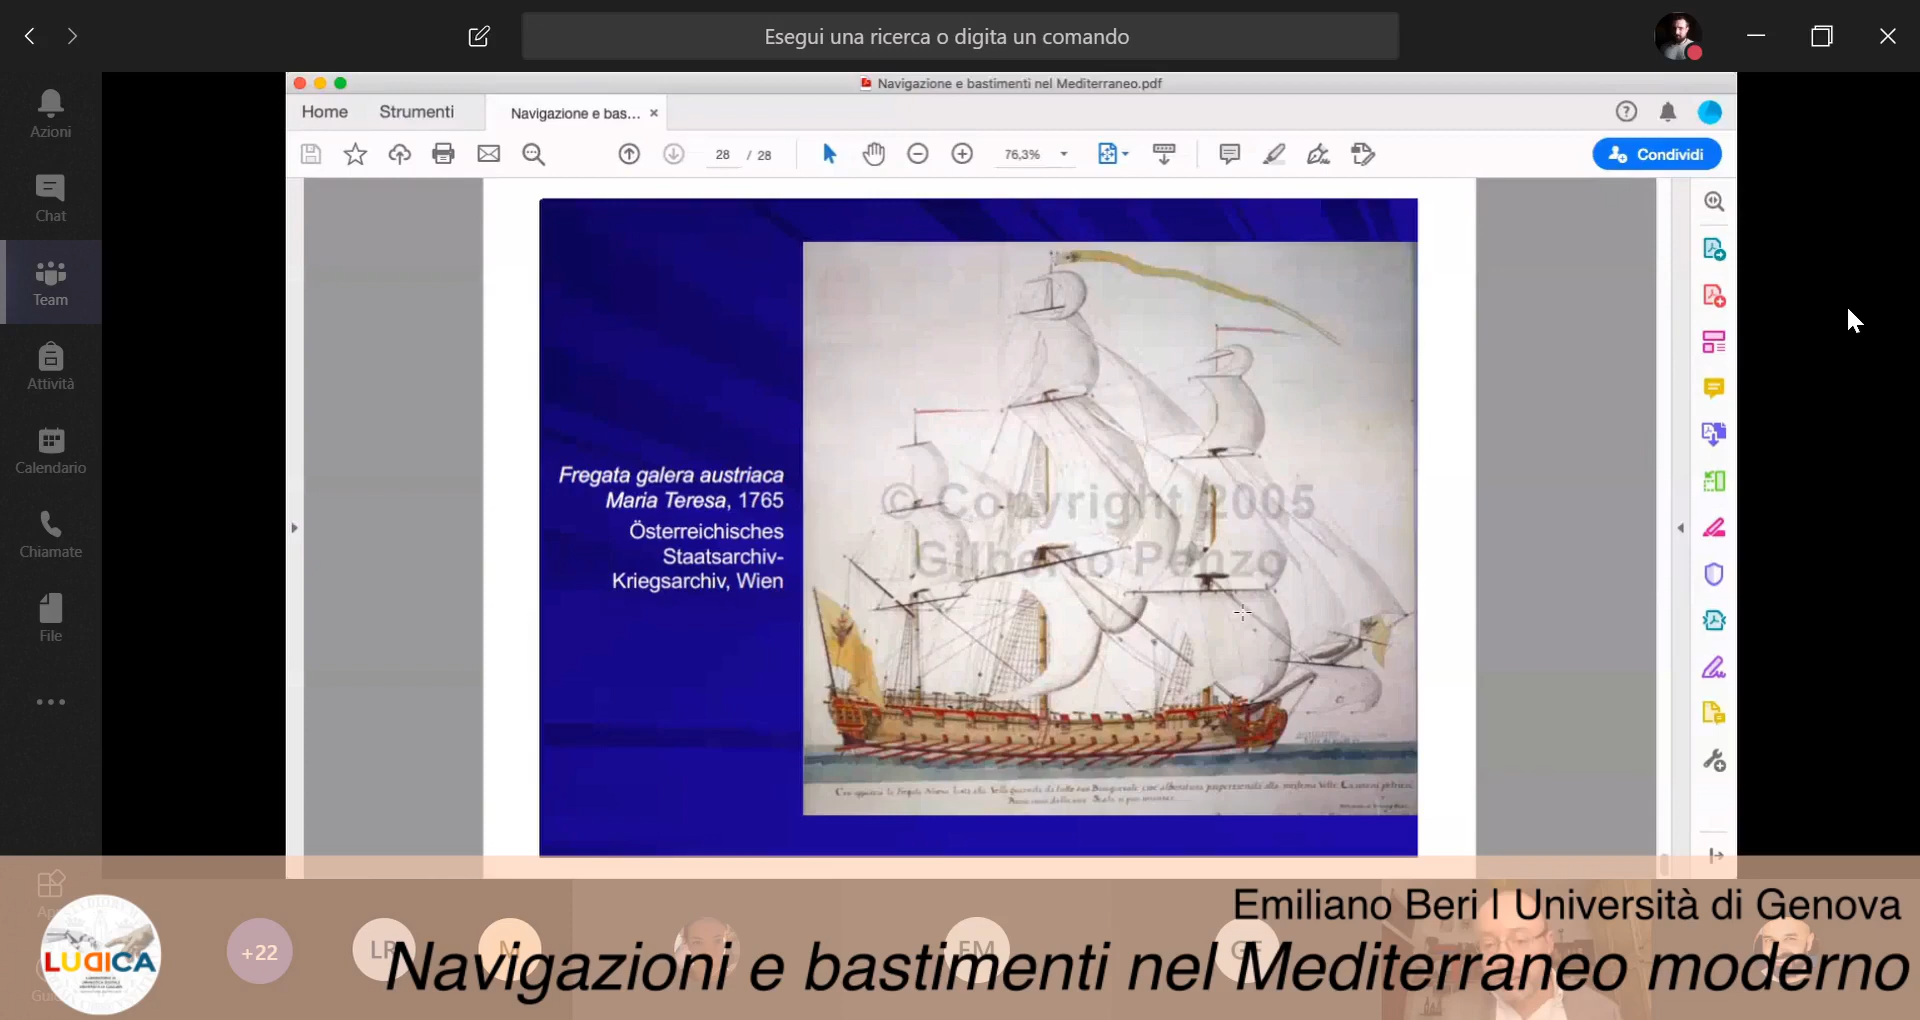 Esegui una ricerca o digita un comando
Azioni
Chat
Team
Attività
Calendario
Chiamate
File
Navigazione e bastimenti nel Mediterraneo.pdf
Home Strumenti Navigazione e bas...
28 / 28
76,3%
Condividi
Fregata galera austriaca
Maria Teresa, 1765
Österreichisches
Staatsarchiv-
Kriegsarchiv, Wien
© Copyright 2005
Gilberto Penzo
Emiliano Beri | Università di Genova
Navigazioni e bastimenti nel Mediterraneo moderno
LUDICA
+22
LR
M
FM